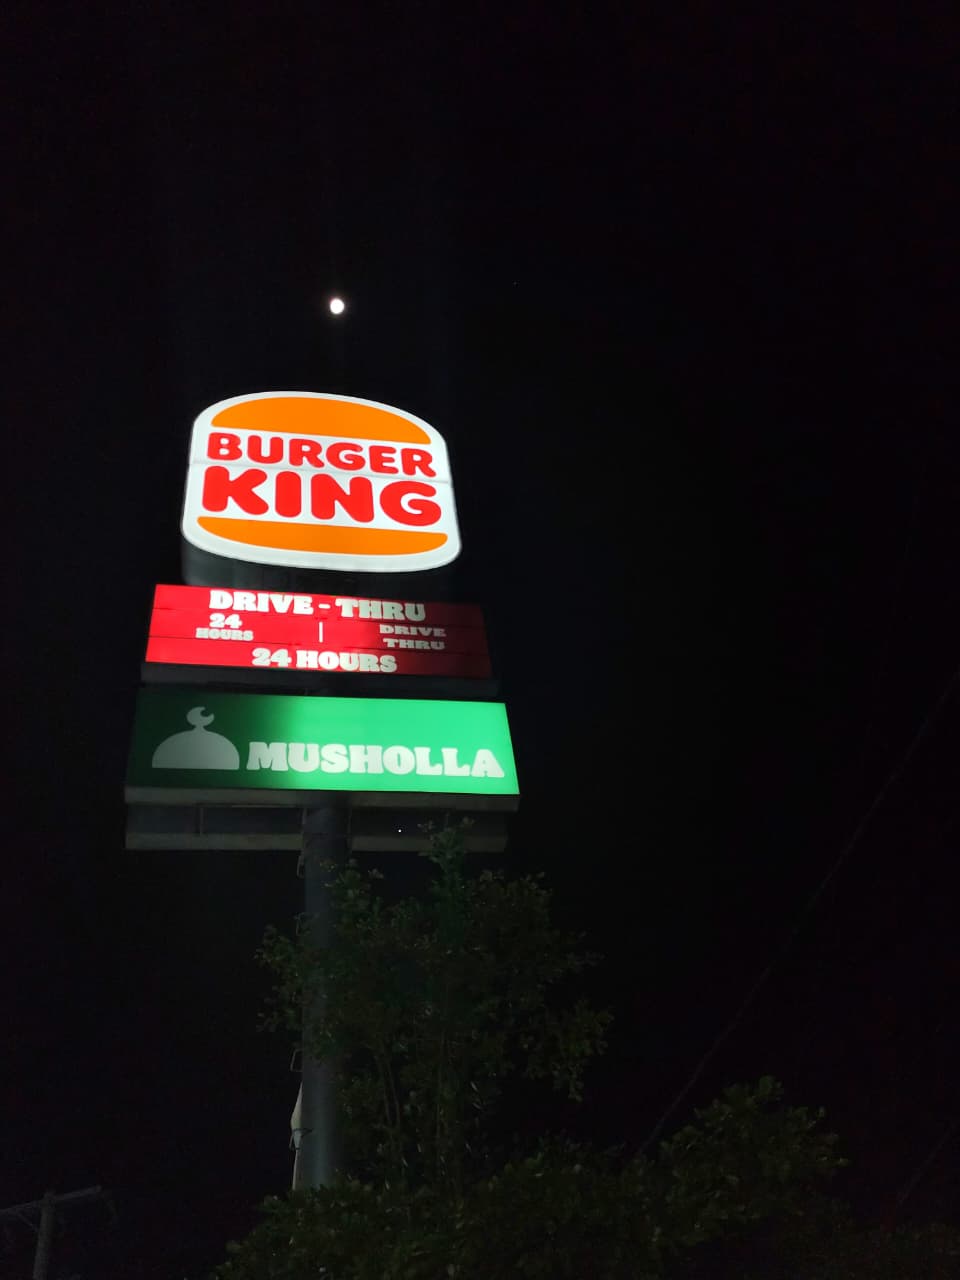 BURGER
KING
DRIVE - THRU
24
HOURS
DRIVE
THRU
24 HOURS
MUSHOLLA